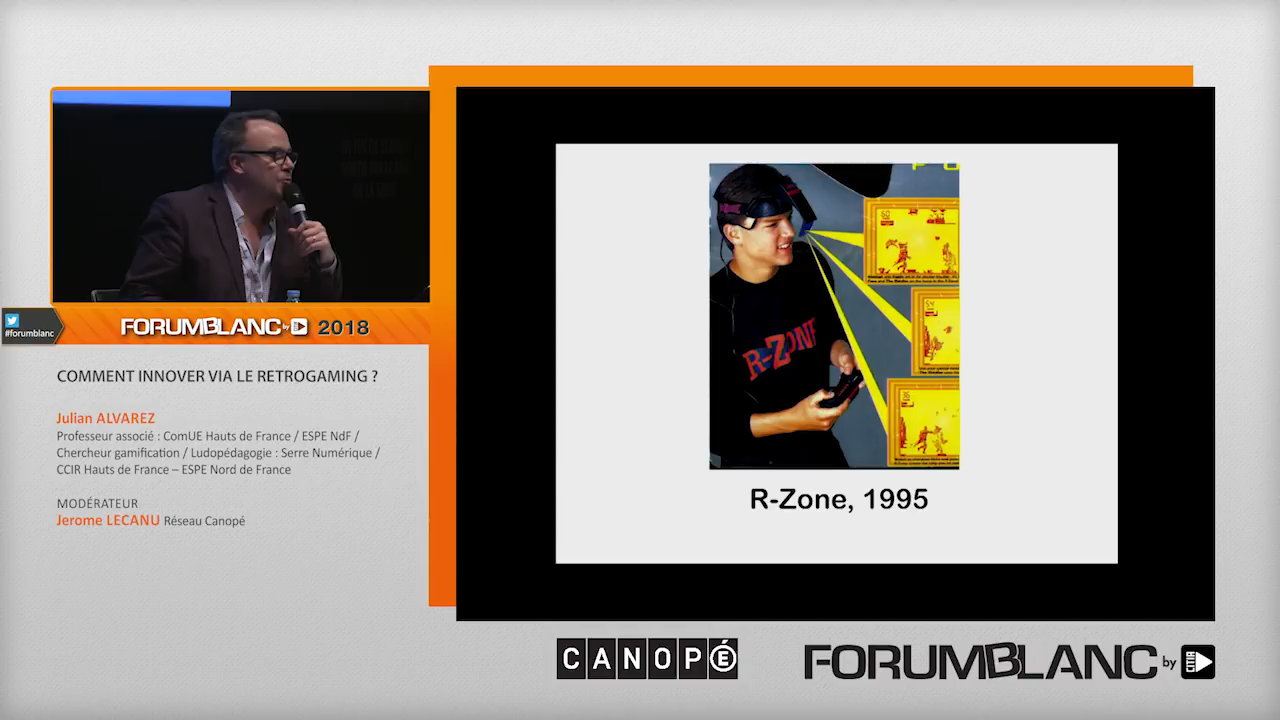 #forumblanc
FORUMBLANC by 2018
COMMENT INNOVER VIA LE RETROGAMING ?
Julian ALVAREZ
Professeur associé : ComUE Hauts de France / ESPE NdF /
Chercheur gamification / Ludopédagogie : Serre Numérique /
CCIR Hauts de France – ESPE Nord de France
MODÉRATEUR
Jerome LECANU Réseau Canopé
R-ZONE
R-Zone, 1995
CANOPÉ
FORUMBLANC by CITIA